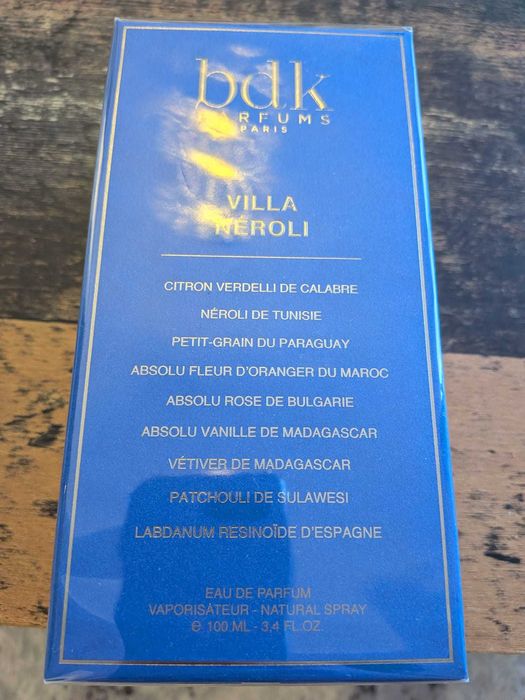 bdk
PARFUMS
PARIS
VILLA
NÉROLI
CITRON VERDELLI DE CALABRE
NÉROLI DE TUNISIE
PETIT-GRAIN DU PARAGUAY
ABSOLU FLEUR D'ORANGER DU MAROC
ABSOLU ROSE DE BULGARIE
ABSOLU VANILLE DE MADAGASCAR
VÉTIVER DE MADAGASCAR
PATCHOULI DE SULAWESI
LABDANUM RESINOÏDE D'ESPAGNE
EAU DE PARFUM
VAPORISATEUR - NATURAL SPRAY
℮ 100 ML - 3,4 FL.OZ.